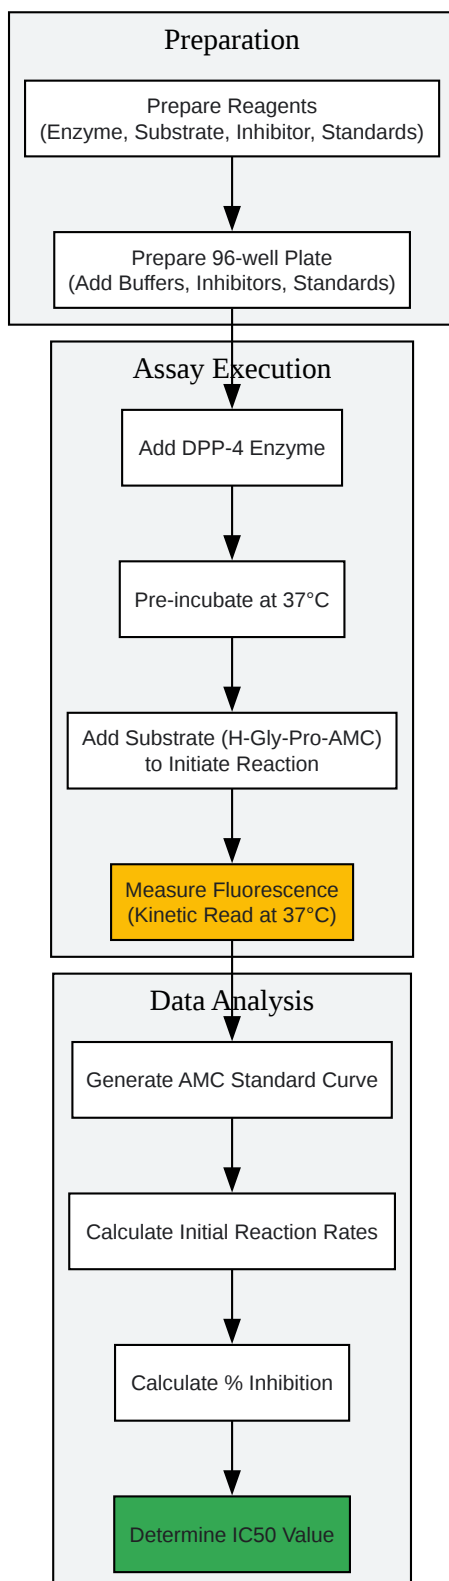 Preparation
Prepare Reagents
(Enzyme, Substrate, Inhibitor, Standards)
Prepare 96-well Plate
(Add Buffers, Inhibitors, Standards)
Assay Execution
Add DPP-4 Enzyme
Pre-incubate at 37°C
Add Substrate (H-Gly-Pro-AMC)
to Initiate Reaction
Measure Fluorescence
(Kinetic Read at 37°C)
Data Analysis
Generate AMC Standard Curve
Calculate Initial Reaction Rates
Calculate % Inhibition
Determine IC50 Value